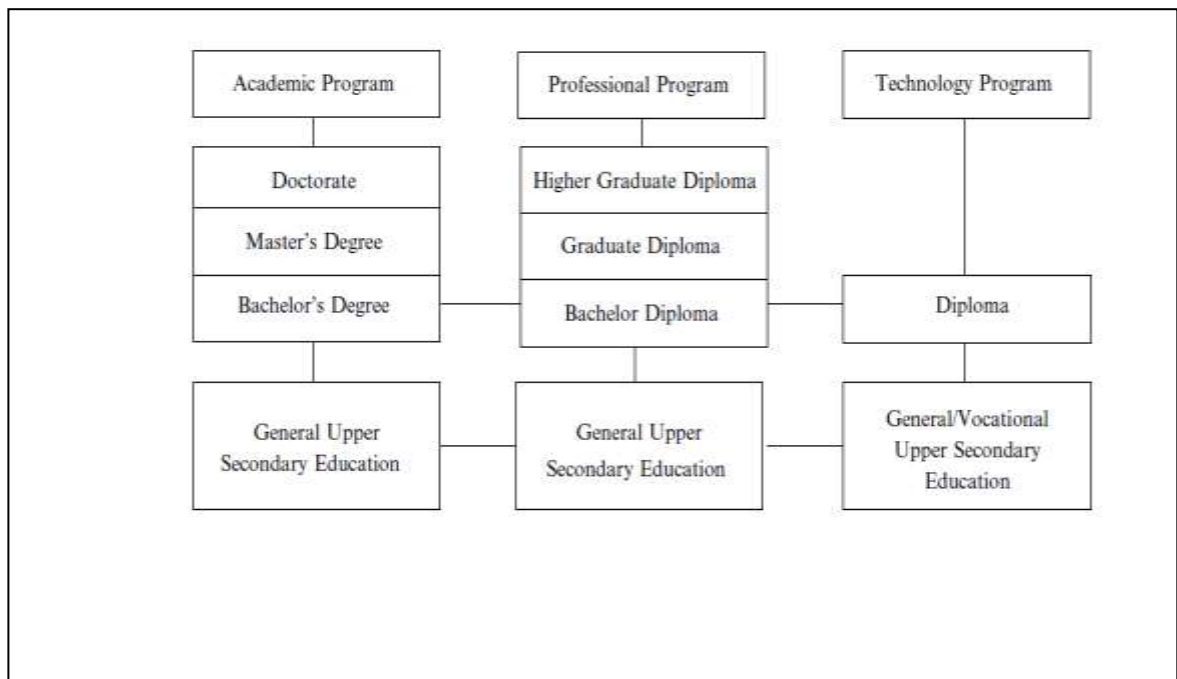 Academic Program
Professional Program
Technology Program
Doctorate
Higher Graduate Diploma
Master's Degree
Graduate Diploma
Bachelor's Degree
Bachelor Diploma
Diploma
General Upper
Secondary Education
General Upper
Secondary Education
General/Vocational
Upper Secondary
Education